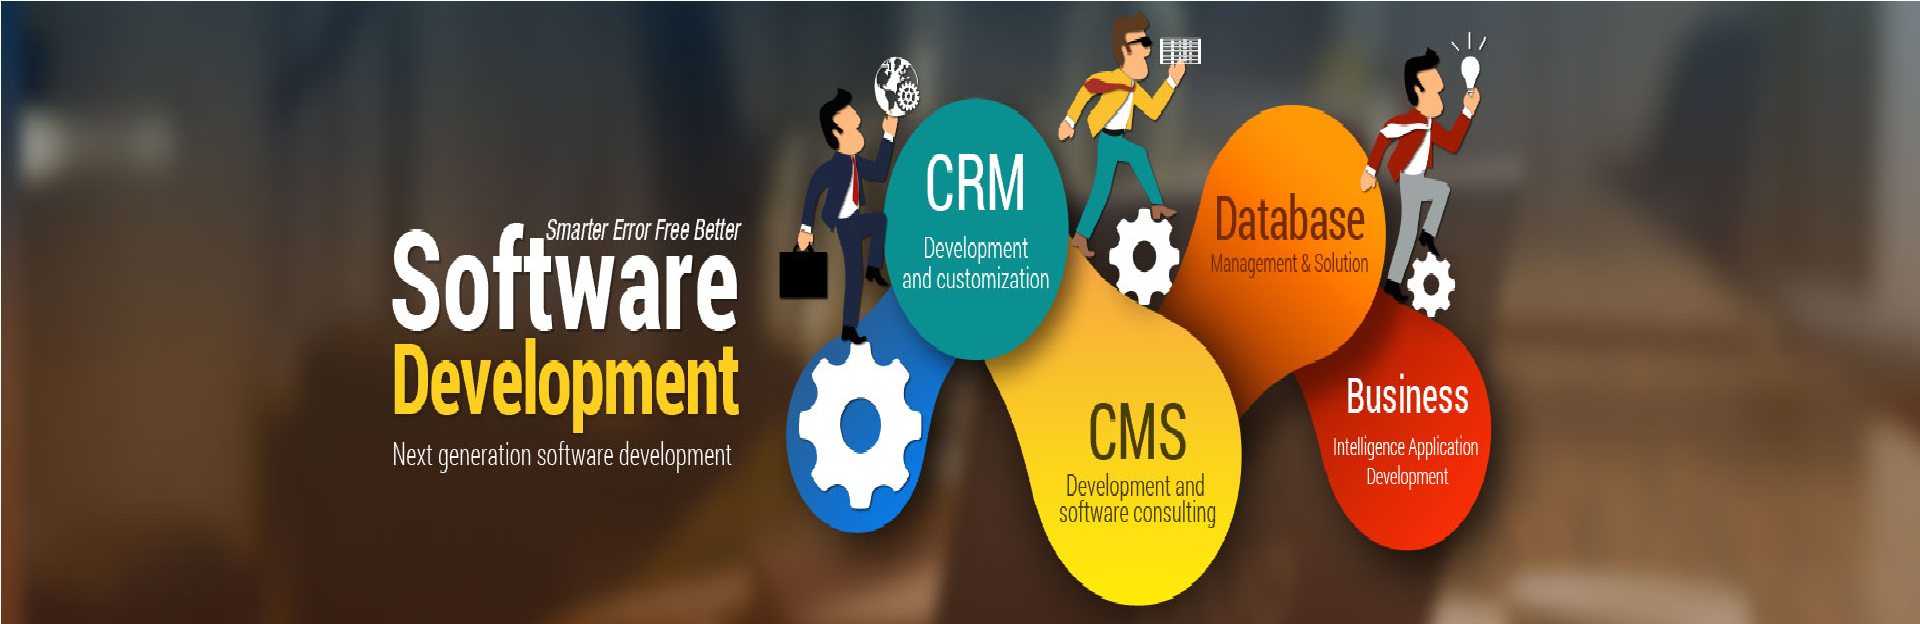 Smarter Error Free Better
Software
Development
Next generation software development
CRM
Development
and customization
CMS
Development and
software consulting
Database
Management & Solution
Business
Intelligence Application
Development